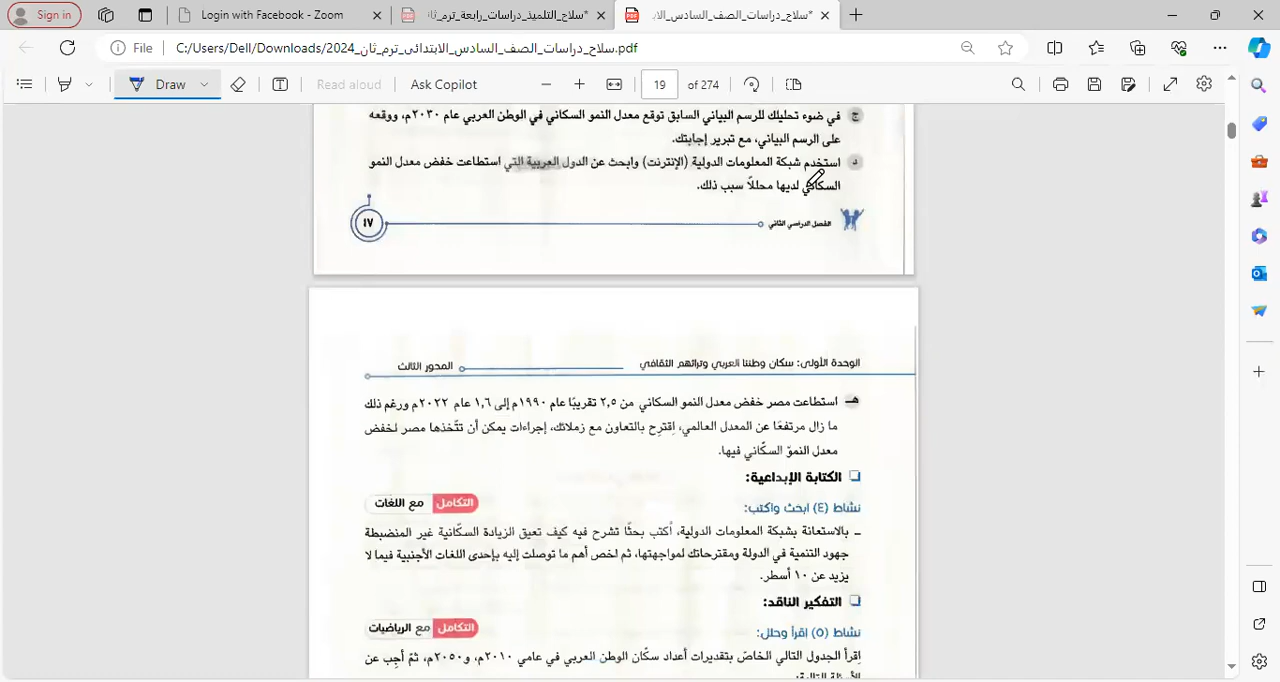 Sign in
Login with Facebook - Zoom
*سلاح_التلميذ_دراسات_رابعة_ترم_ثان
*سلاح_دراسات_الصف_السادس_الاب
File
C:/Users/Dell/Downloads/2024_سلاح_دراسات_الصف_السادس_الابتدائى_ترم_ثان.pdf
Draw
Read aloud
Ask Copilot
19
of 274
ج في ضوء تحليلك للرسم البياني السابق توقع معدل النمو السكاني في الوطن العربي عام ٢٠٣٠م، ووقعه
على الرسم البياني، مع تبرير إجابتك.
د استخدم شبكة المعلومات الدولية (الإنترنت) وابحث عن الدول العربية التي استطاعت خفض معدل النمو
السكاني لديها محللاً سبب ذلك.
الفصل الدراسي الثاني
١٧
الوحدة الأولى: سكان وطننا العربي وتراثهم الثقافي
المحور الثالث
هـ استطاعت مصر خفض معدل النمو السكاني من ٢,٥ تقريبًا عام ١٩٩٠م إلى ١,٦ عام ٢٠٢٢م ورغم ذلك
ما زال مرتفعًا عن المعدل العالمي، اِقترِح بالتعاون مع زملائك، إجراءات يمكن أن تتّخذها مصر لخفض
معدل النموّ السكّاني فيها.
الكتابة الإبداعية:
نشاط (٤) ابحث واكتب:
التكامل مع اللغات
– بالاستعانة بشبكة المعلومات الدولية، اُكتب بحثًا تشرح فيه كيف تعيق الزيادة السكّانية غير المنضبطة
جهود التنمية في الدولة ومقترحاتك لمواجهتها، ثم لخص أهم ما توصلت إليه بإحدى اللغات الأجنبية فيما لا
يزيد عن ١٠ أسطر.
التفكير الناقد:
نشاط (٥) اقرأ وحلل:
التكامل مع الرياضيات
اِقرأ الجدول التالي الخاصّ بتقديرات أعداد سكّان الوطن العربي في عامي ٢٠١٠م، و٢٠٥٠م، ثمّ أجِب عن
الأسئلة التالية: